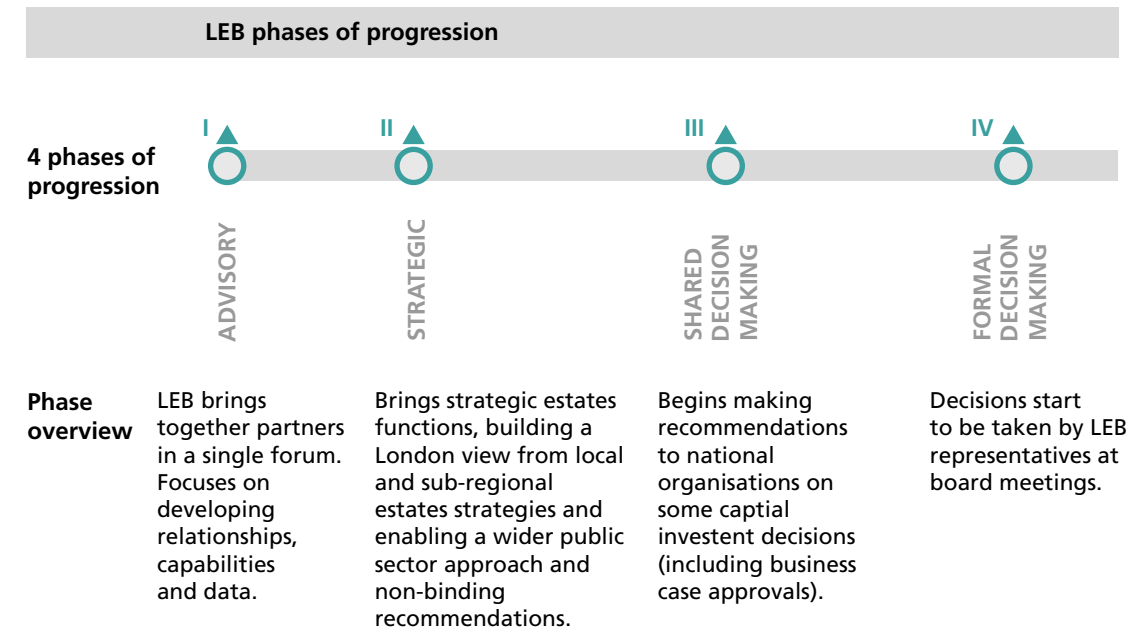 LEB phases of progression
4 phases of
progression
I
II
III
IV
ADVISORY
STRATEGIC
SHARED
DECISION
MAKING
FORMAL
DECISION
MAKING
Phase
overview
LEB brings
together partners
in a single forum.
Focuses on
developing
relationships,
capabilities
and data.
Brings strategic estates
functions, building a
London view from local
and sub-regional
estates strategies and
enabling a wider public
sector approach and
non-binding
recommendations.
Begins making
recommendations
to national
organisations on
some captial
investent decisions
(including business
case approvals).
Decisions start
to be taken by LEB
representatives at
board meetings.